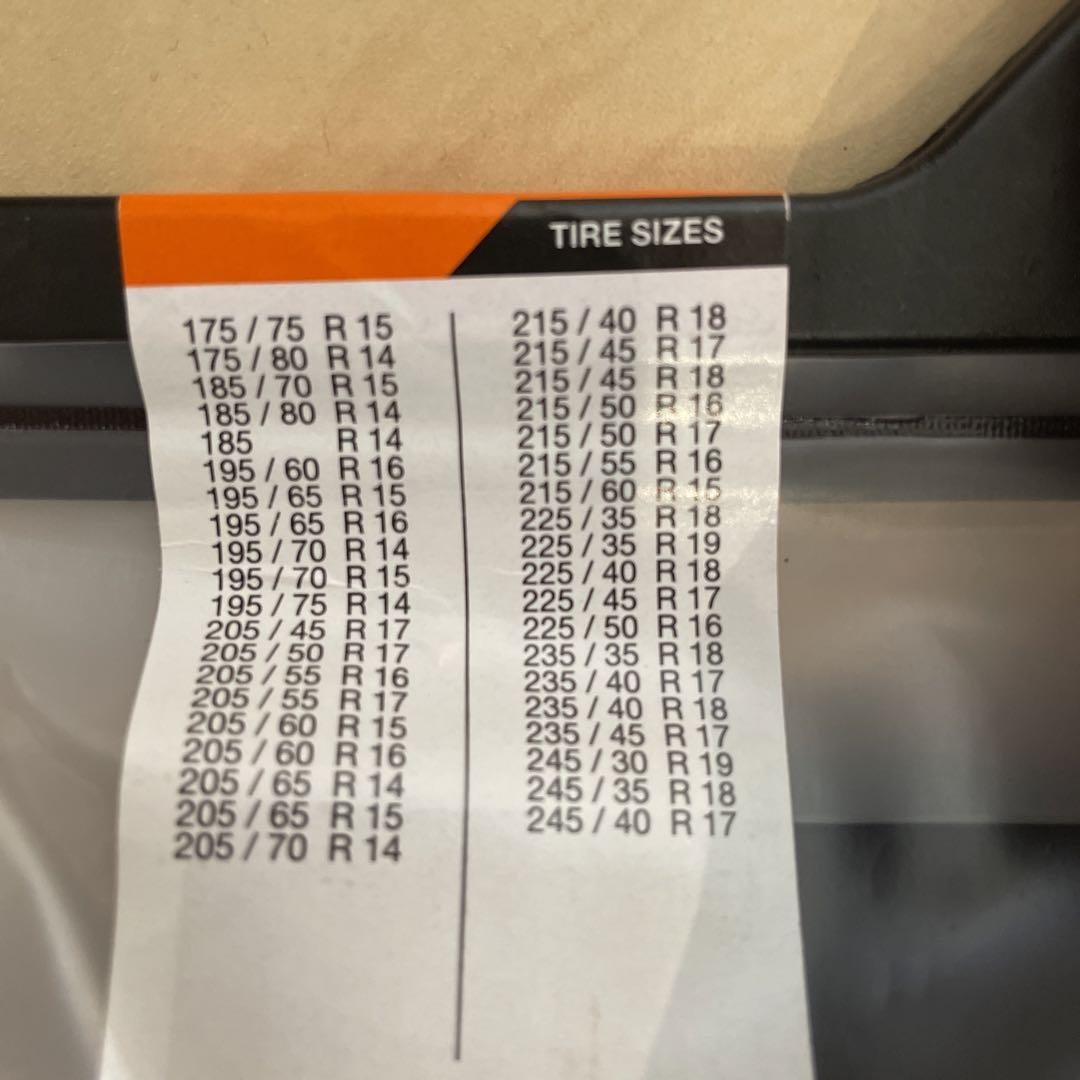 TIRE SIZES
175 / 75 R 15
175 / 80 R 14
185 / 70 R 15
185 / 80 R 14
185 R 14
195 / 60 R 16
195 / 65 R 15
195 / 65 R 16
195 / 70 R 14
195 / 70 R 15
195 / 75 R 14
205 / 45 R 17
205 / 50 R 17
205 / 55 R 16
205 / 55 R 17
205 / 60 R 15
205 / 60 R 16
205 / 65 R 14
205 / 65 R 15
205 / 70 R 14
215 / 40 R 18
215 / 45 R 17
215 / 45 R 18
215 / 50 R 16
215 / 50 R 17
215 / 55 R 16
215 / 60 R 15
225 / 35 R 18
225 / 35 R 19
225 / 40 R 18
225 / 45 R 17
225 / 50 R 16
235 / 35 R 18
235 / 40 R 17
235 / 40 R 18
235 / 45 R 17
245 / 30 R 19
245 / 35 R 18
245 / 40 R 17